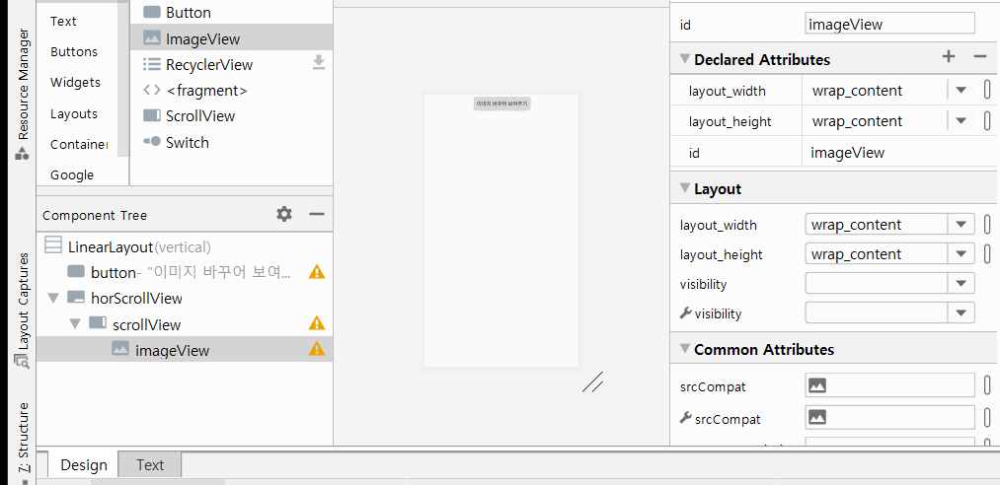 Resource Manager
Layout Captures
Z: Structure
Text
Buttons
Widgets
Layouts
Container
Google
Button
ImageView
RecyclerView
<fragment>
ScrollView
Switch
Component Tree
LinearLayout(vertical)
button- "이미지 바꾸어 보여...
horScrollView
scrollView
imageView
이미지 바꾸어 보여주기
id
imageView
Declared Attributes
layout_width wrap_content
layout_height wrap_content
id imageView
Layout
layout_width wrap_content
layout_height wrap_content
visibility
visibility
Common Attributes
srcCompat
srcCompat
Design Text